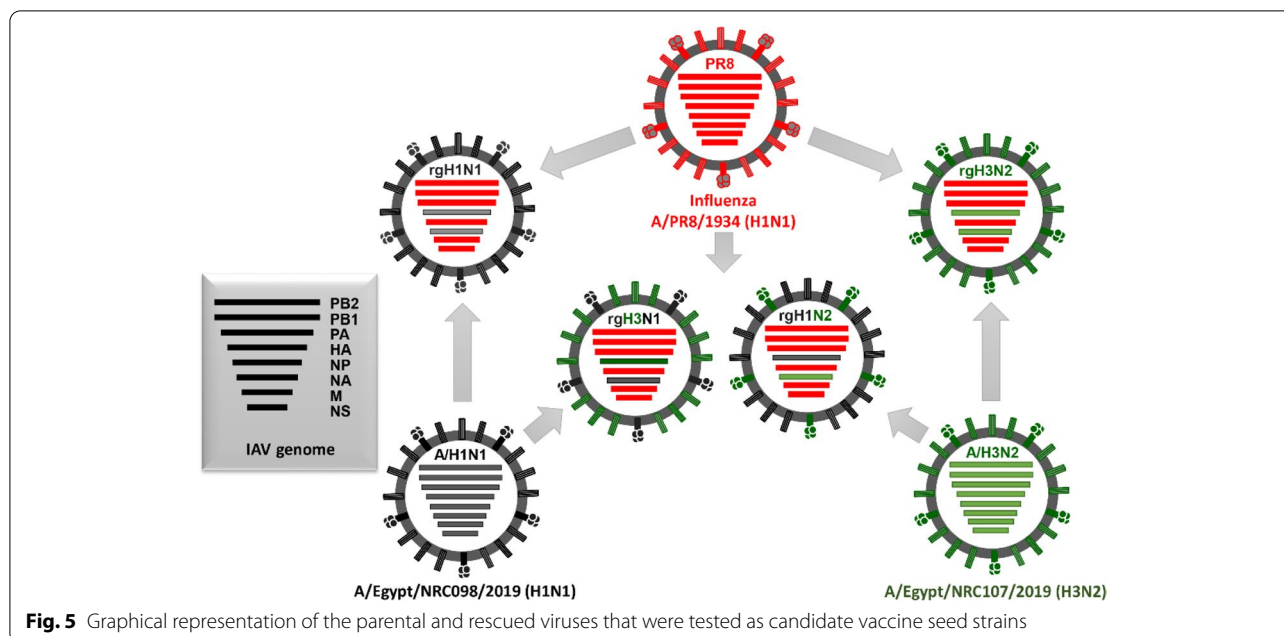 PR8
Influenza
A/PR8/1934 (H1N1)
rgH1N1
rgH3N2
rgH3N1
rgH1N2
PB2
PB1
PA
HA
NP
NA
M
NS
IAV genome
A/H1N1
A/H3N2
A/Egypt/NRC098/2019 (H1N1)
A/Egypt/NRC107/2019 (H3N2)
Fig. 5 Graphical representation of the parental and rescued viruses that were tested as candidate vaccine seed strains